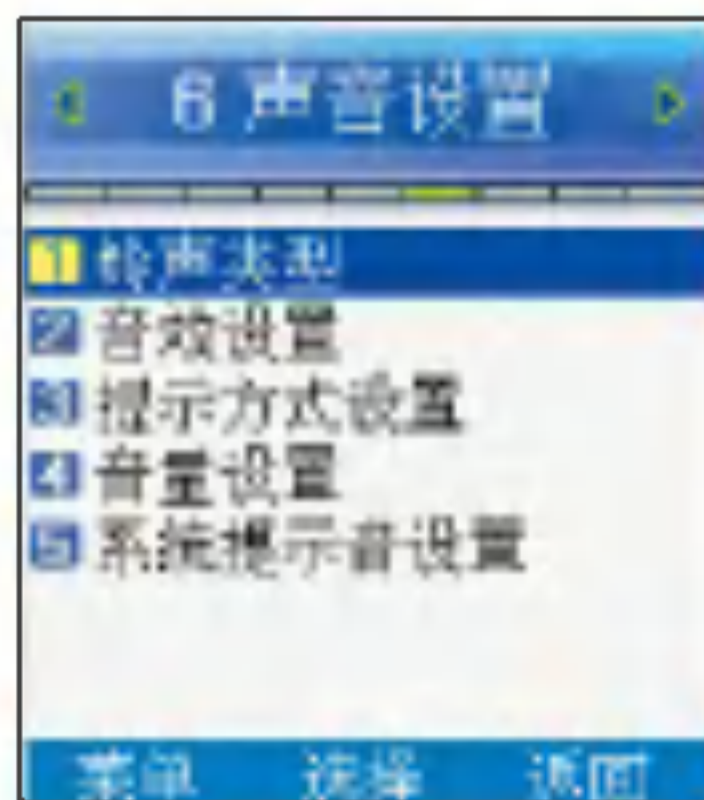 6 声音设置
1 铃声类型
2 音效设置
3 提示方式设置
4 音量设置
5 系统提示音设置
菜单 选择 返回